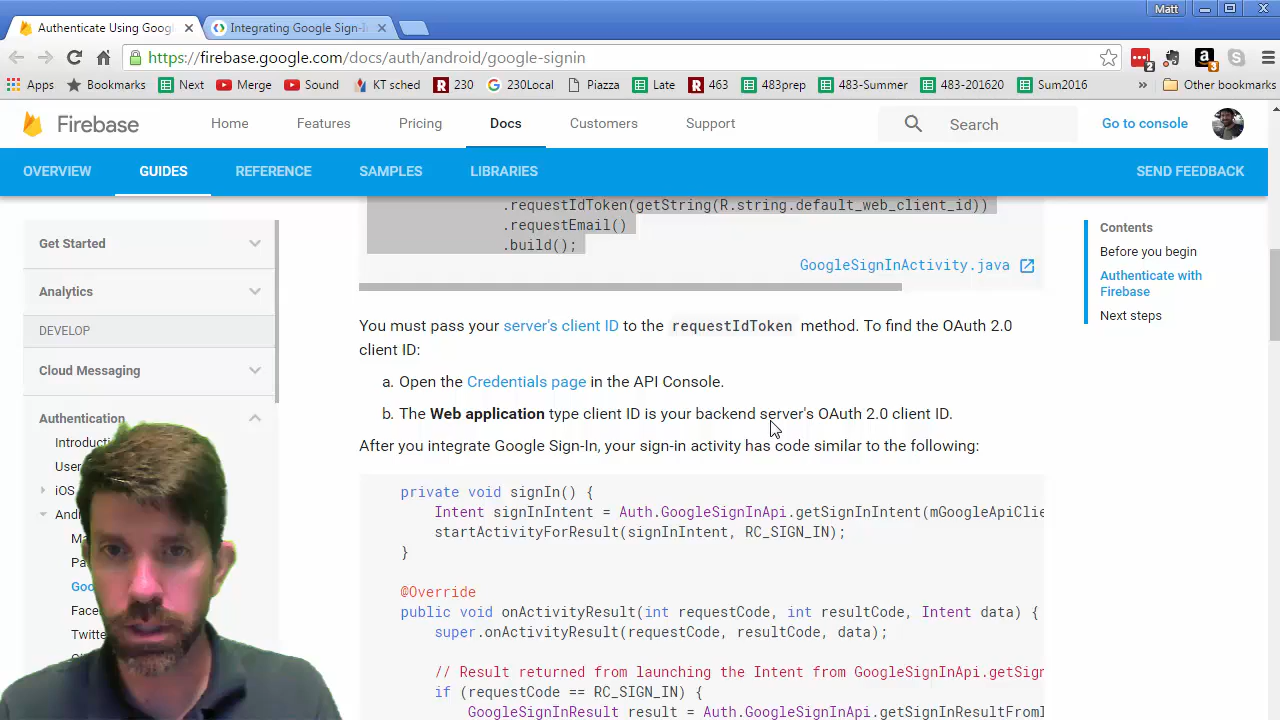 Matt
Authenticate Using Goog
Integrating Google Sign-I
https://firebase.google.com/docs/auth/android/google-signin
2
3
Apps
Bookmarks
Next
Merge
Sound
KT sched
230
230Local
Piazza
Late
463
483prep
483-Summer
483-201620
Sum2016
»
Other bookmarks
Firebase
Home
Features
Pricing
Docs
Customers
Support
Search
Go to console
OVERVIEW
GUIDES
REFERENCE
SAMPLES
LIBRARIES
SEND FEEDBACK
Get Started
Analytics
DEVELOP
Cloud Messaging
Authentication
Introduct
User
iOS
And
Ma
Pa
Goo
Face
Twitte
.requestIdToken(getString(R.string.default_web_client_id))
.requestEmail()
.build();
GoogleSignInActivity.java
You must pass your server's client ID to the requestIdToken method. To find the OAuth 2.0
client ID:
a. Open the Credentials page in the API Console.
b. The Web application type client ID is your backend server's OAuth 2.0 client ID.
After you integrate Google Sign-In, your sign-in activity has code similar to the following:
private void signIn() {
Intent signInIntent = Auth.GoogleSignInApi.getSignInIntent(mGoogleApiClie
startActivityForResult(signInIntent, RC_SIGN_IN);
}
@Override
public void onActivityResult(int requestCode, int resultCode, Intent data) {
super.onActivityResult(requestCode, resultCode, data);
// Result returned from launching the Intent from GoogleSignInApi.getSign
if (requestCode == RC_SIGN_IN) {
GoogleSignInResult result = Auth.GoogleSignInApi.getSignInResultFromI
Contents
Before you begin
Authenticate with
Firebase
Next steps